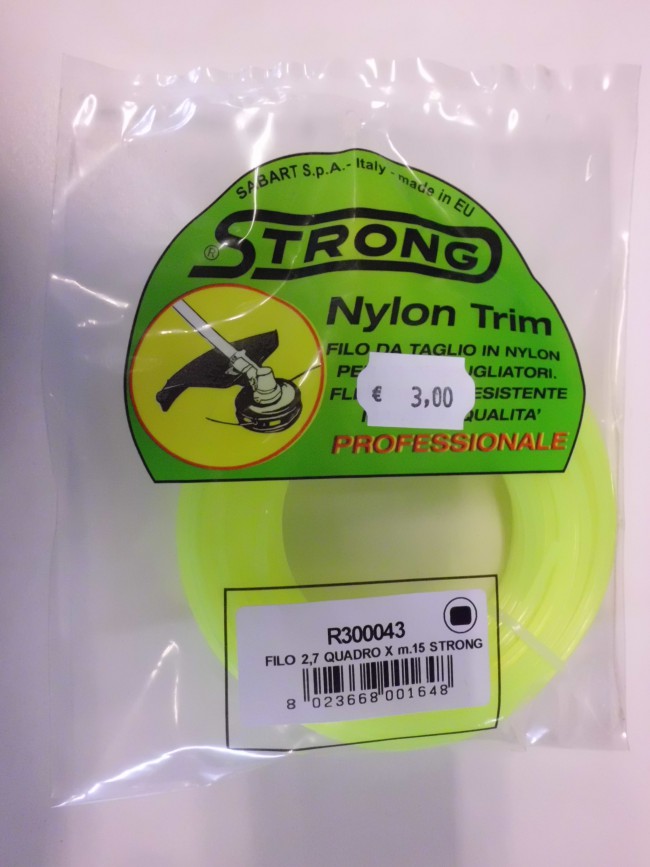 SABART S.p.A. - Italy - made in EU
® STRONG
Nylon Trim
FILO DA TAGLIO IN NYLON
€ 3,00
QUALITA'
PROFESSIONALE
R300043
FILO 2,7 QUADRO X m.15 STRONG
8 023668 001648